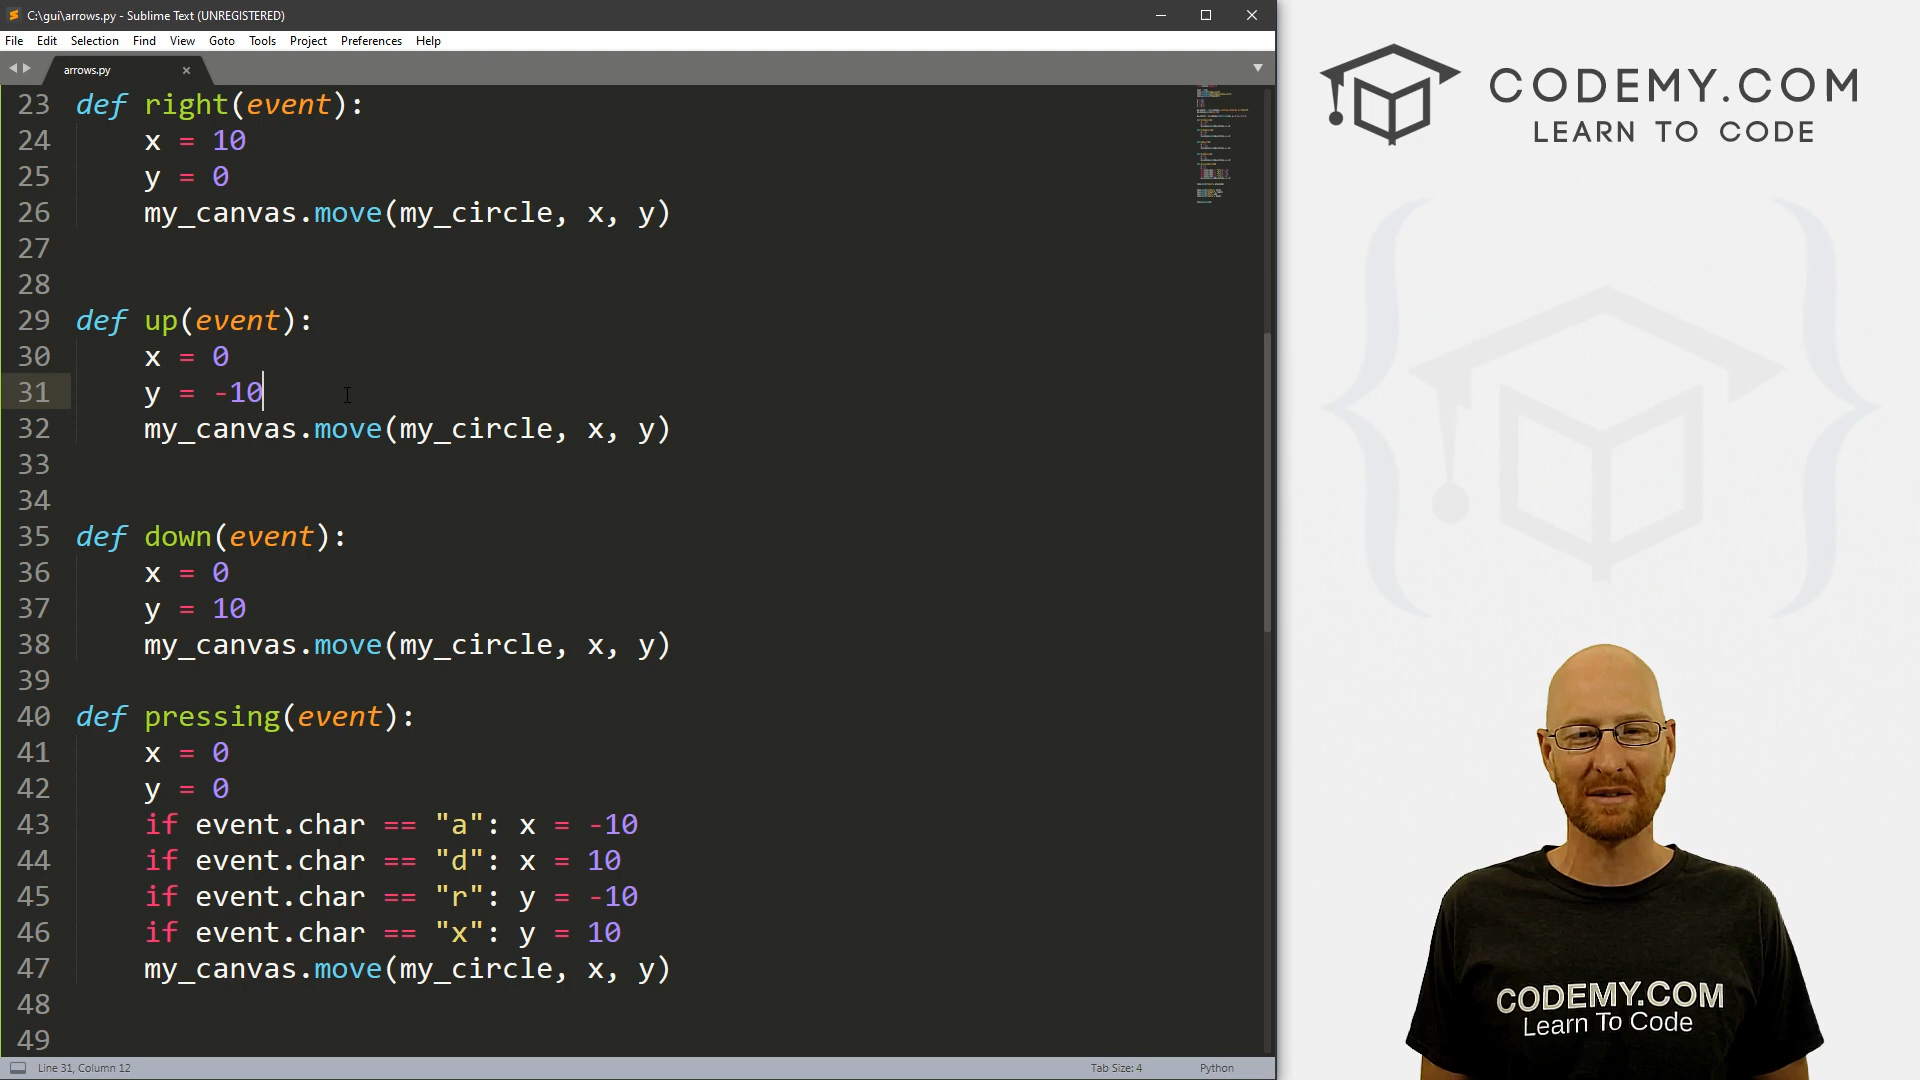 C:\gui\arrows.py - Sublime Text (UNREGISTERED)
File Edit Selection Find View Goto Tools Project Preferences Help
arrows.py
23 def right(event):
24     x = 10
25     y = 0
26     my_canvas.move(my_circle, x, y)
27
28
29 def up(event):
30     x = 0
31     y = -10
32     my_canvas.move(my_circle, x, y)
33
34
35 def down(event):
36     x = 0
37     y = 10
38     my_canvas.move(my_circle, x, y)
39
40 def pressing(event):
41     x = 0
42     y = 0
43     if event.char == "a": x = -10
44     if event.char == "d": x = 10
45     if event.char == "r": y = -10
46     if event.char == "x": y = 10
47     my_canvas.move(my_circle, x, y)
48
49
Line 31, Column 12
Tab Size: 4
Python
CODEMY.COM
LEARN TO CODE
CODEMY.COM
Learn To Code